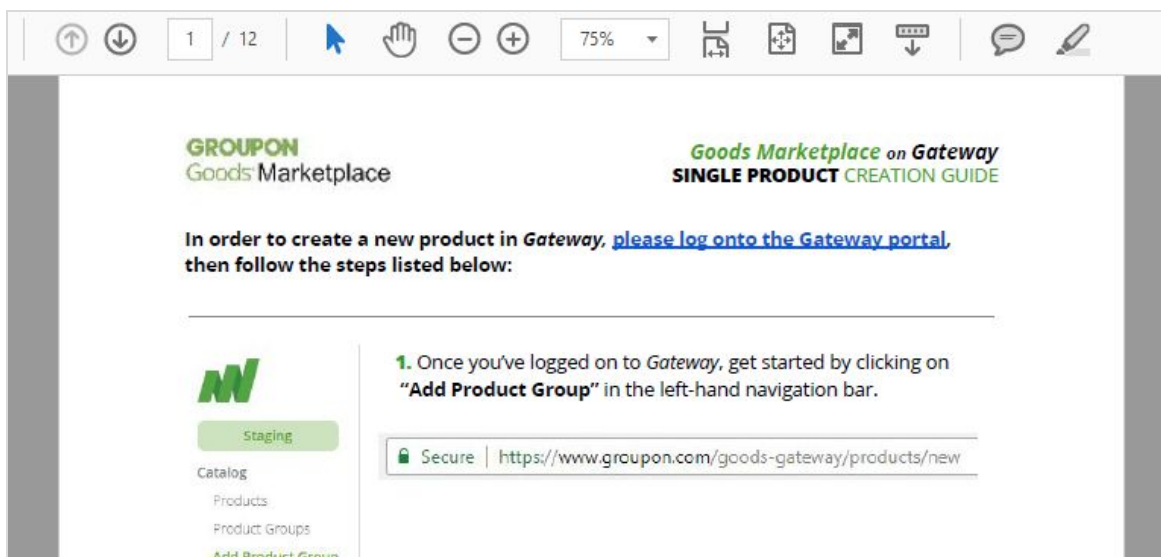 1 / 12 75%
GROUPON
Goods Marketplace
Goods Marketplace on Gateway
SINGLE PRODUCT CREATION GUIDE
In order to create a new product in Gateway, please log onto the Gateway portal,
then follow the steps listed below:
1. Once you’ve logged on to Gateway, get started by clicking on
“Add Product Group” in the left-hand navigation bar.
Staging
Catalog
Products
Product Groups
Add Product Group
Secure | https://www.groupon.com/goods-gateway/products/new